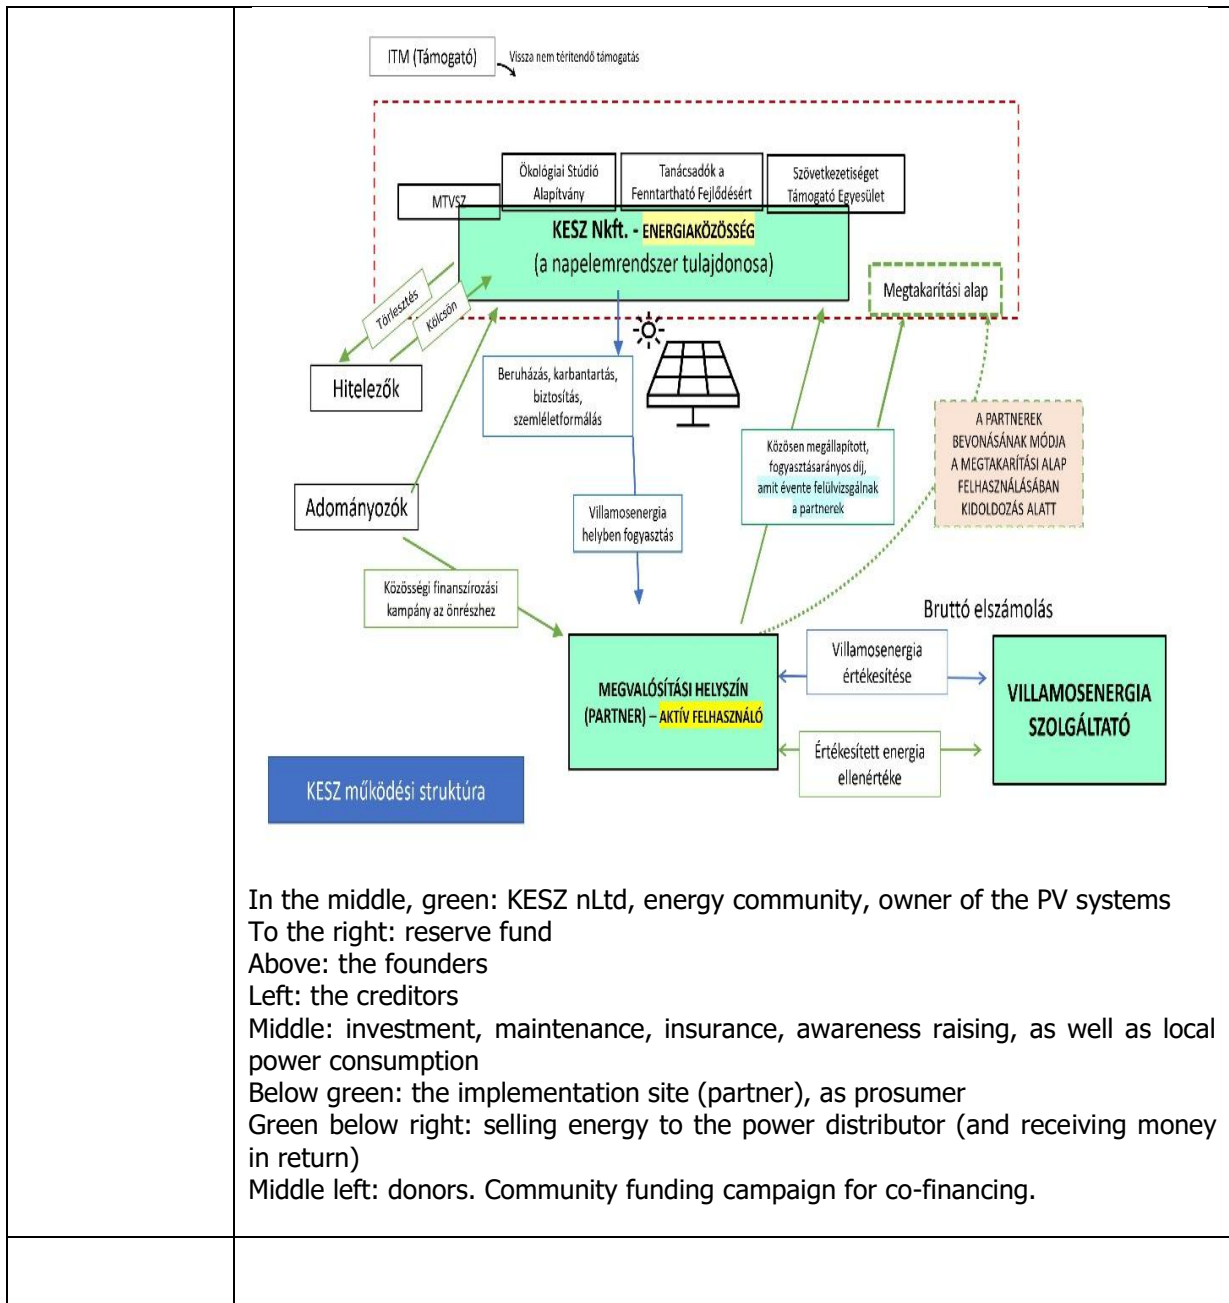 ITM (Támogató)
Vissza nem térítendő támogatás
MTVSZ
Ökológiai Stúdió
Alapítvány
Tanácsadók a
Fenntartható Fejlődésért
Szövetkezetiséget
Támogató Egyesület
KESZ Nkft. - ENERGIAKÖZÖSSÉG
(a napelemrendszer tulajdonosa)
Megtakarítási alap
Törlesztés
Kölcsön
Hitelezők
Beruházás, karbantartás,
biztosítás,
szemléletformálás
Közösen megállapított,
fogyasztásarányos díj,
amit évente felülvizsgálnak
a partnerek
A PARTNEREK
BEVONÁSÁNAK MÓDJA
A MEGTAKARÍTÁSI ALAP
FELHASZNÁLÁSÁBAN
KIDOLDOZÁS ALATT
Adományozók
Villamosenergia
helyben fogyasztás
Közösségi finanszírozási
kampány az önrészhez
Bruttó elszámolás
MEGVALÓSÍTÁSI HELYSZÍN
(PARTNER) – AKTÍV FELHASZNÁLÓ
Villamosenergia
értékesítése
VILLAMOSENERGIA
SZOLGÁLTATÓ
Értékesített energia
ellenértéke
KESZ működési struktúra
In the middle, green: KESZ nLtd, energy community, owner of the PV systems
To the right: reserve fund
Above: the founders
Left: the creditors
Middle: investment, maintenance, insurance, awareness raising, as well as local
power consumption
Below green: the implementation site (partner), as prosumer
Green below right: selling energy to the power distributor (and receiving money
in return)
Middle left: donors. Community funding campaign for co-financing.